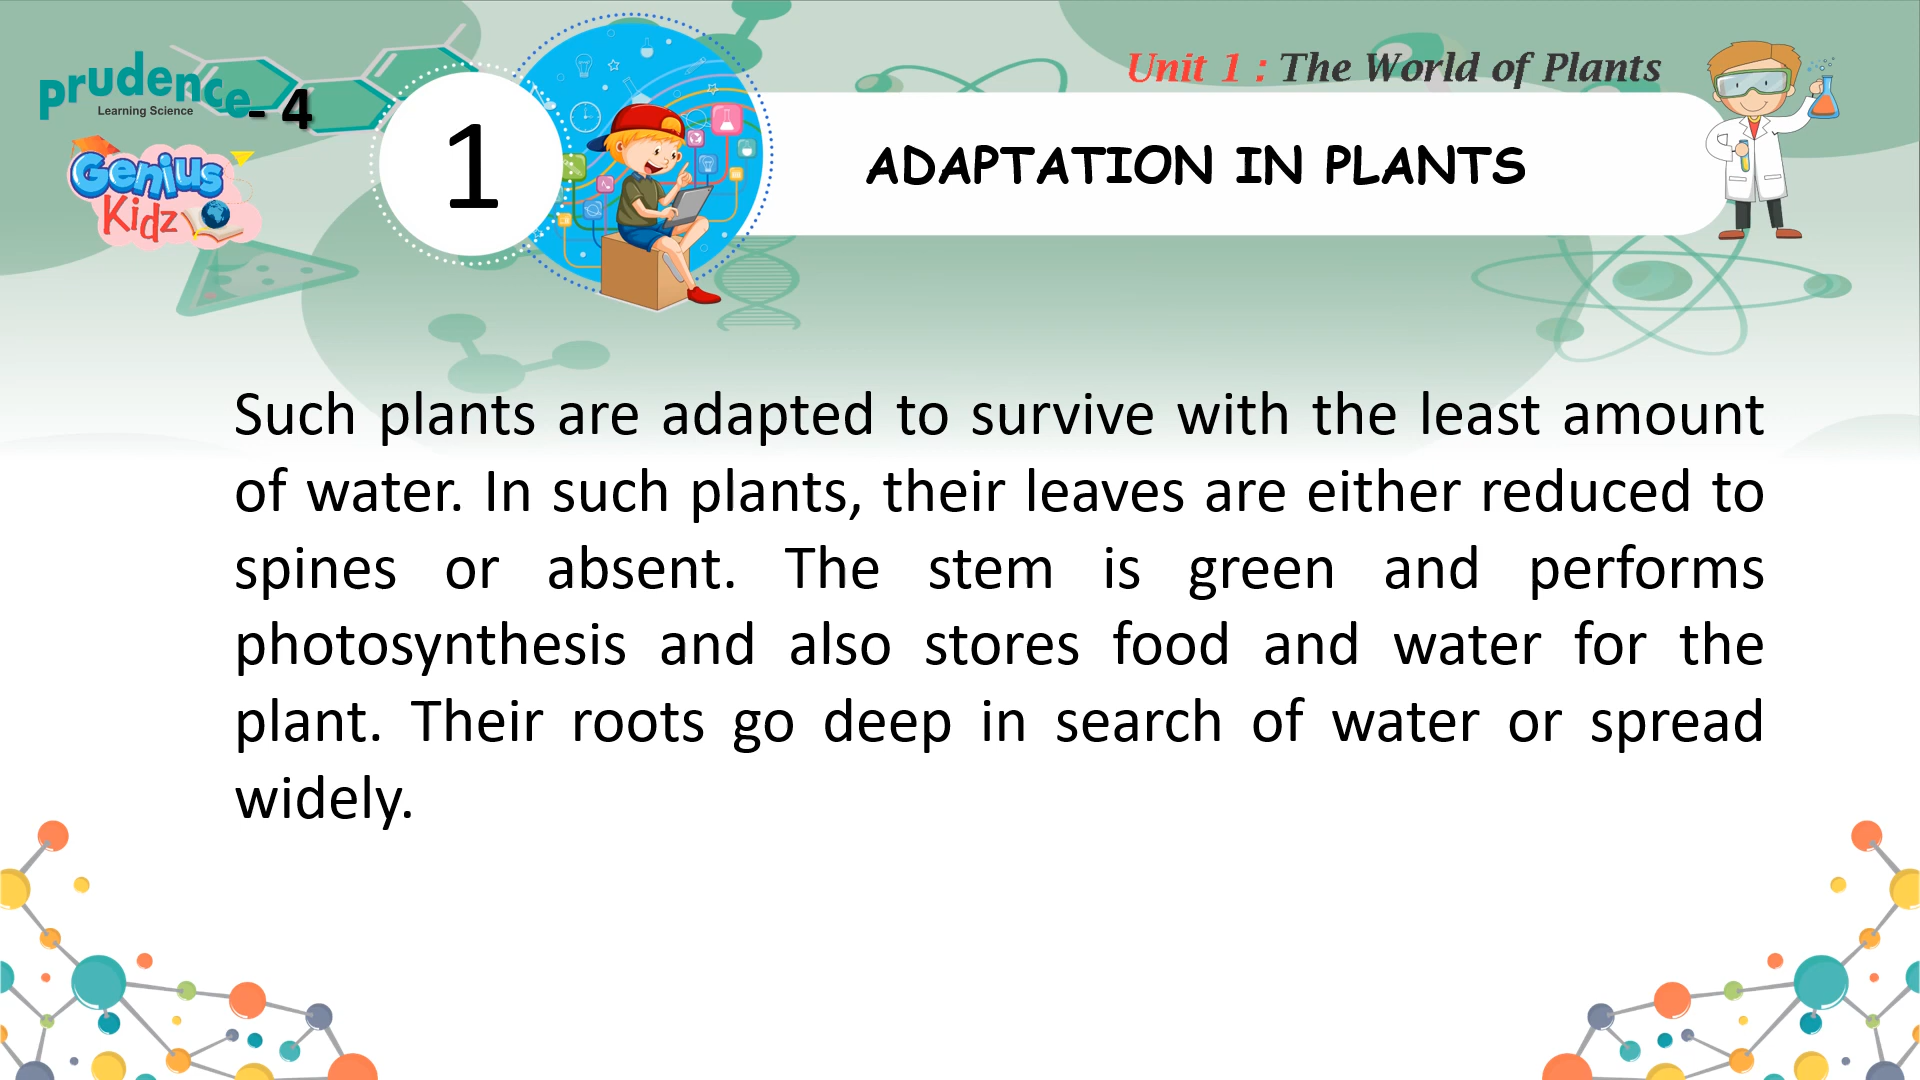 prudence - 4
Learning Science
Genius
Kidz
1
Unit 1 : The World of Plants
ADAPTATION IN PLANTS
Such plants are adapted to survive with the least amount
of water. In such plants, their leaves are either reduced to
spines or absent. The stem is green and performs
photosynthesis and also stores food and water for the
plant. Their roots go deep in search of water or spread
widely.